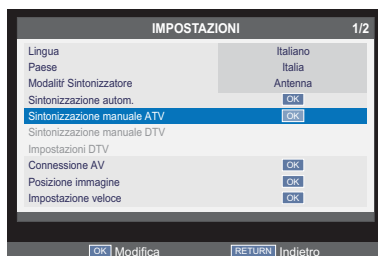 IMPOSTAZIONI 1/2
Lingua Italiano
Paese Italia
Modalitŕ Sintonizzatore Antenna
Sintonizzazione autom. OK
Sintonizzazione manuale ATV OK
Sintonizzazione manuale DTV
Impostazioni DTV
Connessione AV OK
Posizione immagine OK
Impostazione veloce OK
OK Modifica RETURN Indietro